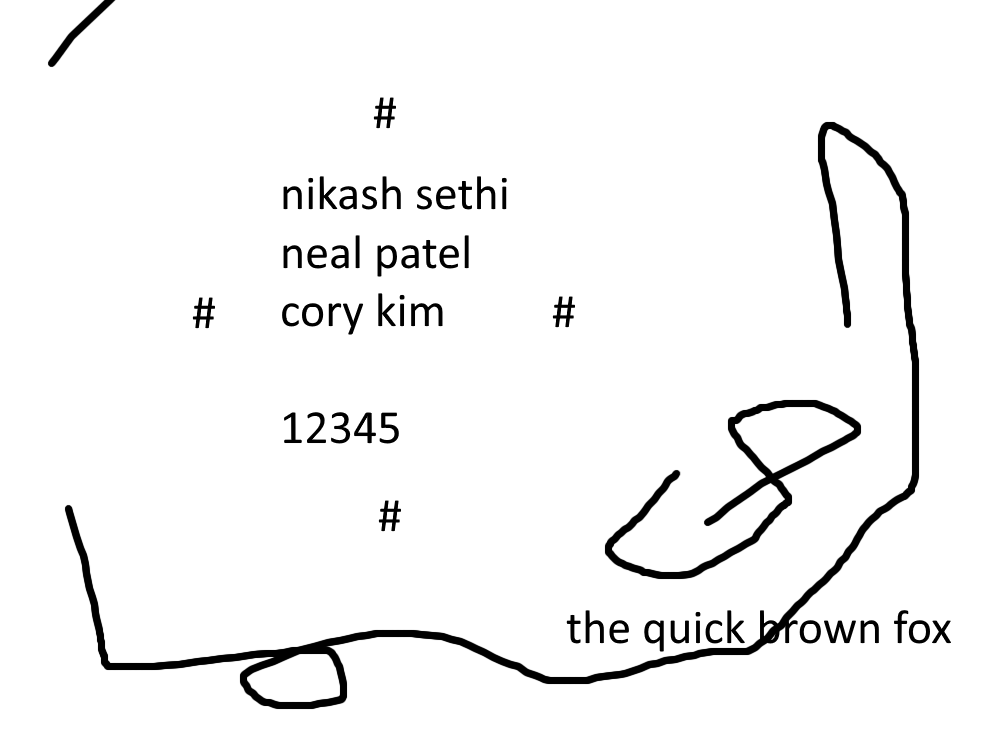 #
nikash sethi
neal patel
# cory kim #
12345
#
the quick brown fox